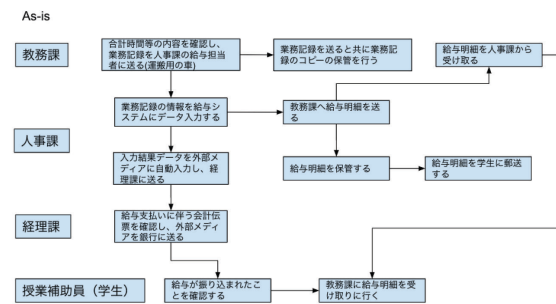 As-is
教務課
合計時間等の内容を確認し、
業務記録を人事課の給与担当
者に送る(運搬用の車)
業務記録を送ると共に業務記
録のコピーの保管を行う
給与明細を人事課から
受け取る
業務記録の情報を給与シ
ステムにデータ入力する
教務課へ給与明細を送
る
人事課
入力結果データを外部メ
ディアに自動入力し、経
理課に送る
給与明細を保管する
給与明細を学生に郵送
する
経理課
給与支払いに伴う会計伝
票を確認し、外部メディ
アを銀行に送る
授業補助員（学生）
給与が振り込まれたこ
とを確認する
教務課に給与明細を受
け取りに行く